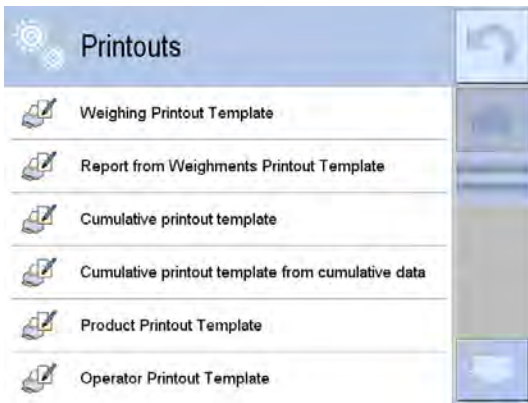 Printouts
Weighing Printout Template
Report from Weighments Printout Template
Cumulative printout template
Cumulative printout template from cumulative data
Product Printout Template
Operator Printout Template